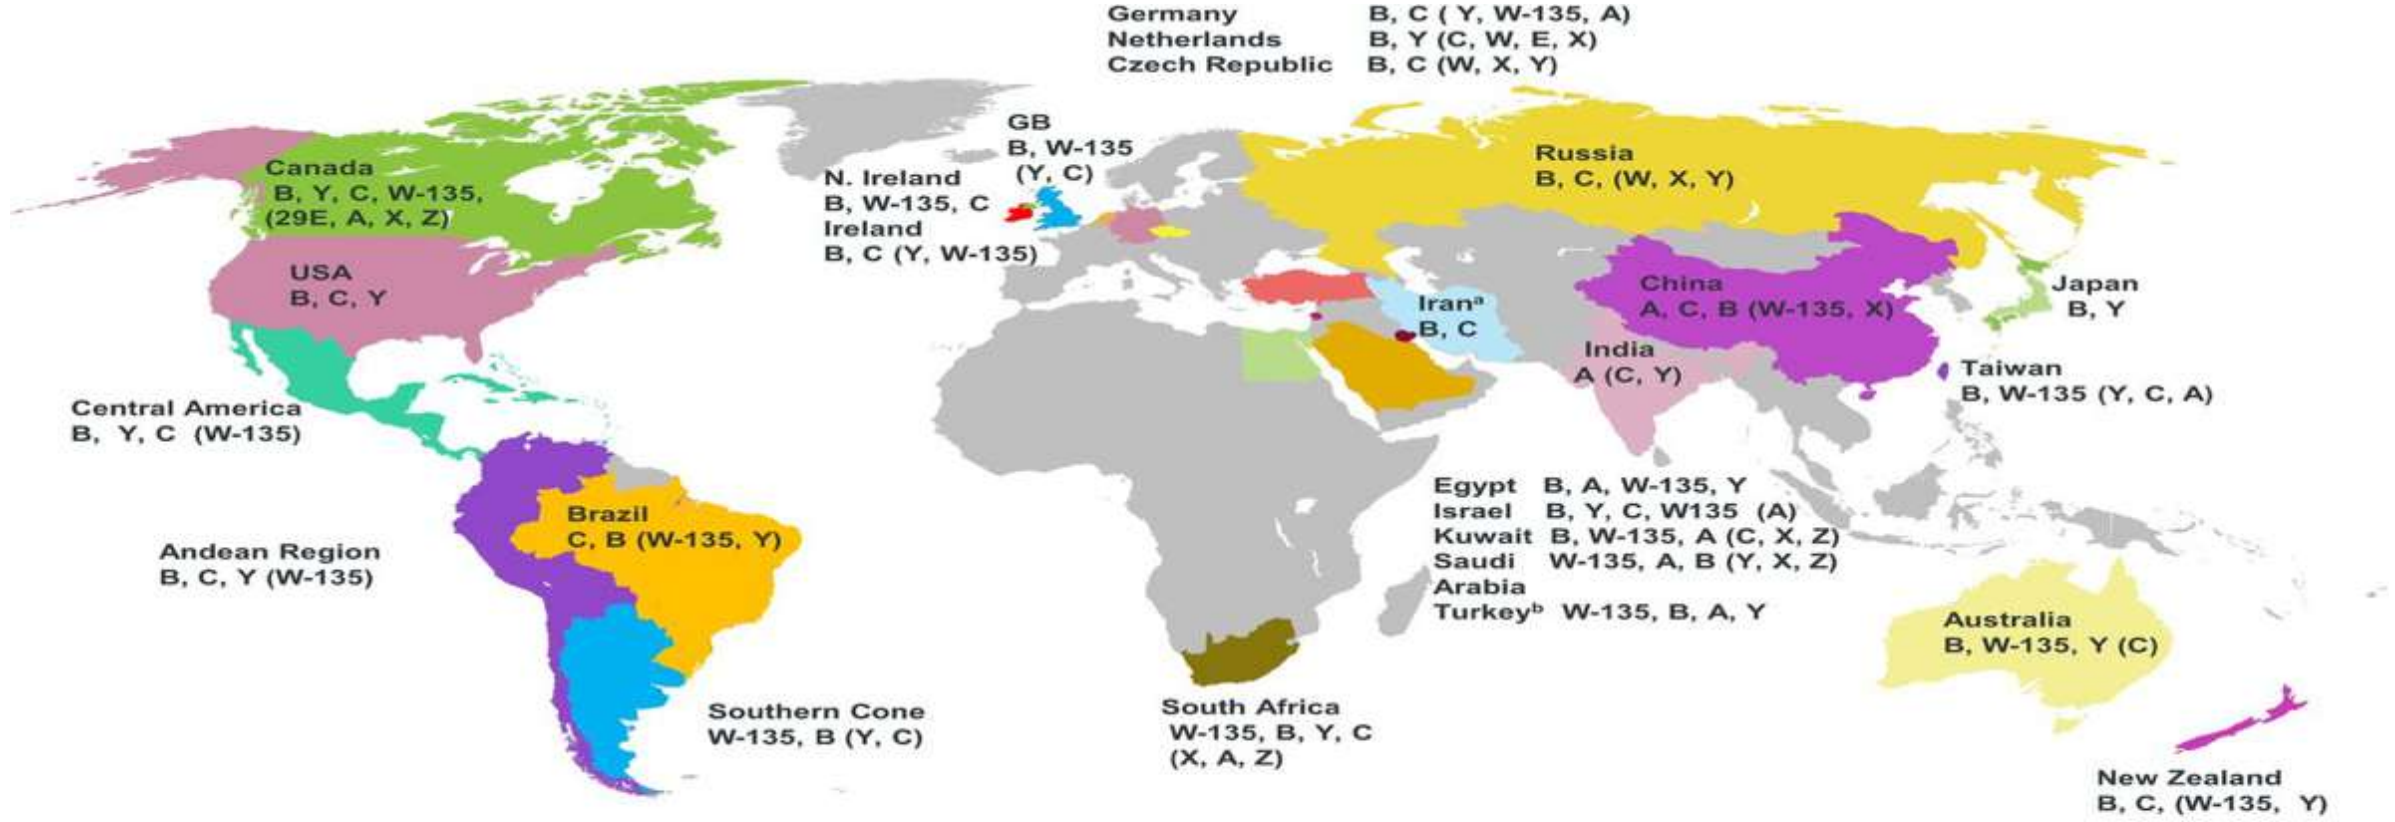 Germany B, C ( Y, W-135, A)
Netherlands B, Y (C, W, E, X)
Czech Republic B, C (W, X, Y)
GB
B, W-135
(Y, C)
N. Ireland
B, W-135, C
Ireland
B, C (Y, W-135)
Canada
B, Y, C, W-135,
(29E, A, X, Z)
USA
B, C, Y
Russia
B, C, (W, X, Y)
China
A, C, B (W-135, X)
Japan
B, Y
Iranᵃ
B, C
India
A (C, Y)
Taiwan
B, W-135 (Y, C, A)
Central America
B, Y, C (W-135)
Andean Region
B, C, Y (W-135)
Brazil
C, B (W-135, Y)
Southern Cone
W-135, B (Y, C)
Egypt B, A, W-135, Y
Israel B, Y, C, W135 (A)
Kuwait B, W-135, A (C, X, Z)
Saudi W-135, A, B (Y, X, Z)
Arabia
Turkeyᵇ W-135, B, A, Y
South Africa
W-135, B, Y, C
(X, A, Z)
Australia
B, W-135, Y (C)
New Zealand
B, C, (W-135, Y)